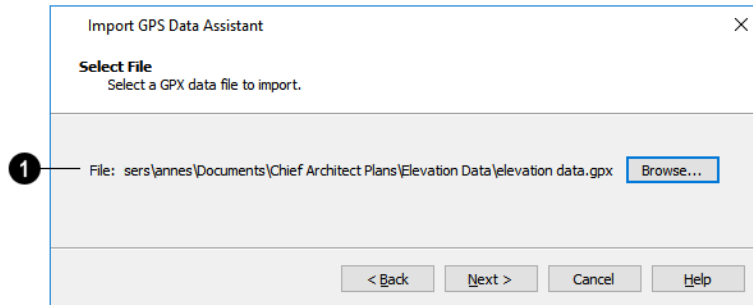 Import GPS Data Assistant
Select File
Select a GPX data file to import.
1 File: sers\annes\Documents\Chief Architect Plans\Elevation Data\elevation data.gpx Browse...
< Back Next > Cancel Help